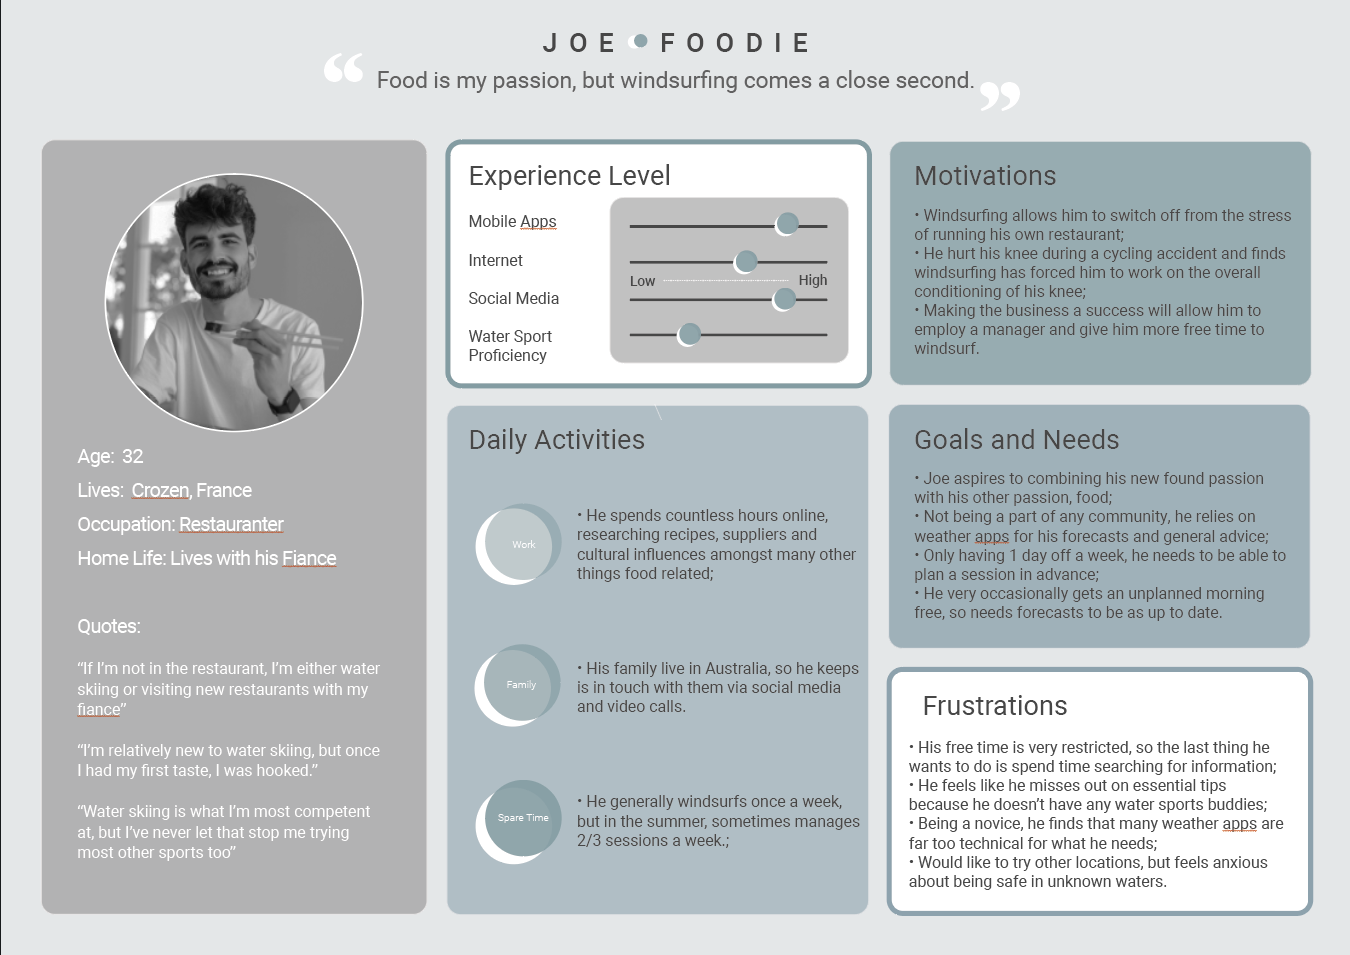 JOE FOODIE
“ Food is my passion, but windsurfing comes a close second. ”
Age: 32
Lives: Crozen, France
Occupation: Restauranter
Home Life: Lives with his Fiance
Quotes:
“If I’m not in the restaurant, I’m either water
skiing or visiting new restaurants with my
fiance”
“I’m relatively new to water skiing, but once
I had my first taste, I was hooked.”
“Water skiing is what I’m most competent
at, but I’ve never let that stop me trying
most other sports too”
Experience Level
Mobile Apps
Internet
Low High
Social Media
Water Sport
Proficiency
Daily Activities
Work
• He spends countless hours online,
researching recipes, suppliers and
cultural influences amongst many other
things food related;
Family
• His family live in Australia, so he keeps
is in touch with them via social media
and video calls.
Spare Time
• He generally windsurfs once a week,
but in the summer, sometimes manages
2/3 sessions a week.;
Motivations
• Windsurfing allows him to switch off from the stress
of running his own restaurant;
• He hurt his knee during a cycling accident and finds
windsurfing has forced him to work on the overall
conditioning of his knee;
• Making the business a success will allow him to
employ a manager and give him more free time to
windsurf.
Goals and Needs
• Joe aspires to combining his new found passion
with his other passion, food;
• Not being a part of any community, he relies on
weather apps for his forecasts and general advice;
• Only having 1 day off a week, he needs to be able to
plan a session in advance;
• He very occasionally gets an unplanned morning
free, so needs forecasts to be as up to date.
Frustrations
• His free time is very restricted, so the last thing he
wants to do is spend time searching for information;
• He feels like he misses out on essential tips
because he doesn’t have any water sports buddies;
• Being a novice, he finds that many weather apps are
far too technical for what he needs;
• Would like to try other locations, but feels anxious
about being safe in unknown waters.